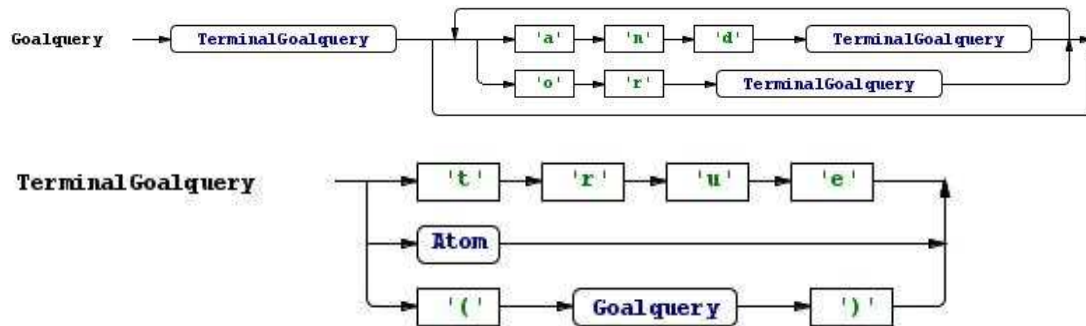 Goalquery TerminalGoalquery 'a' 'n' 'd' TerminalGoalquery
'o' 'r' TerminalGoalquery
TerminalGoalquery 't' 'r' 'u' 'e'
Atom
'(' Goalquery ')'